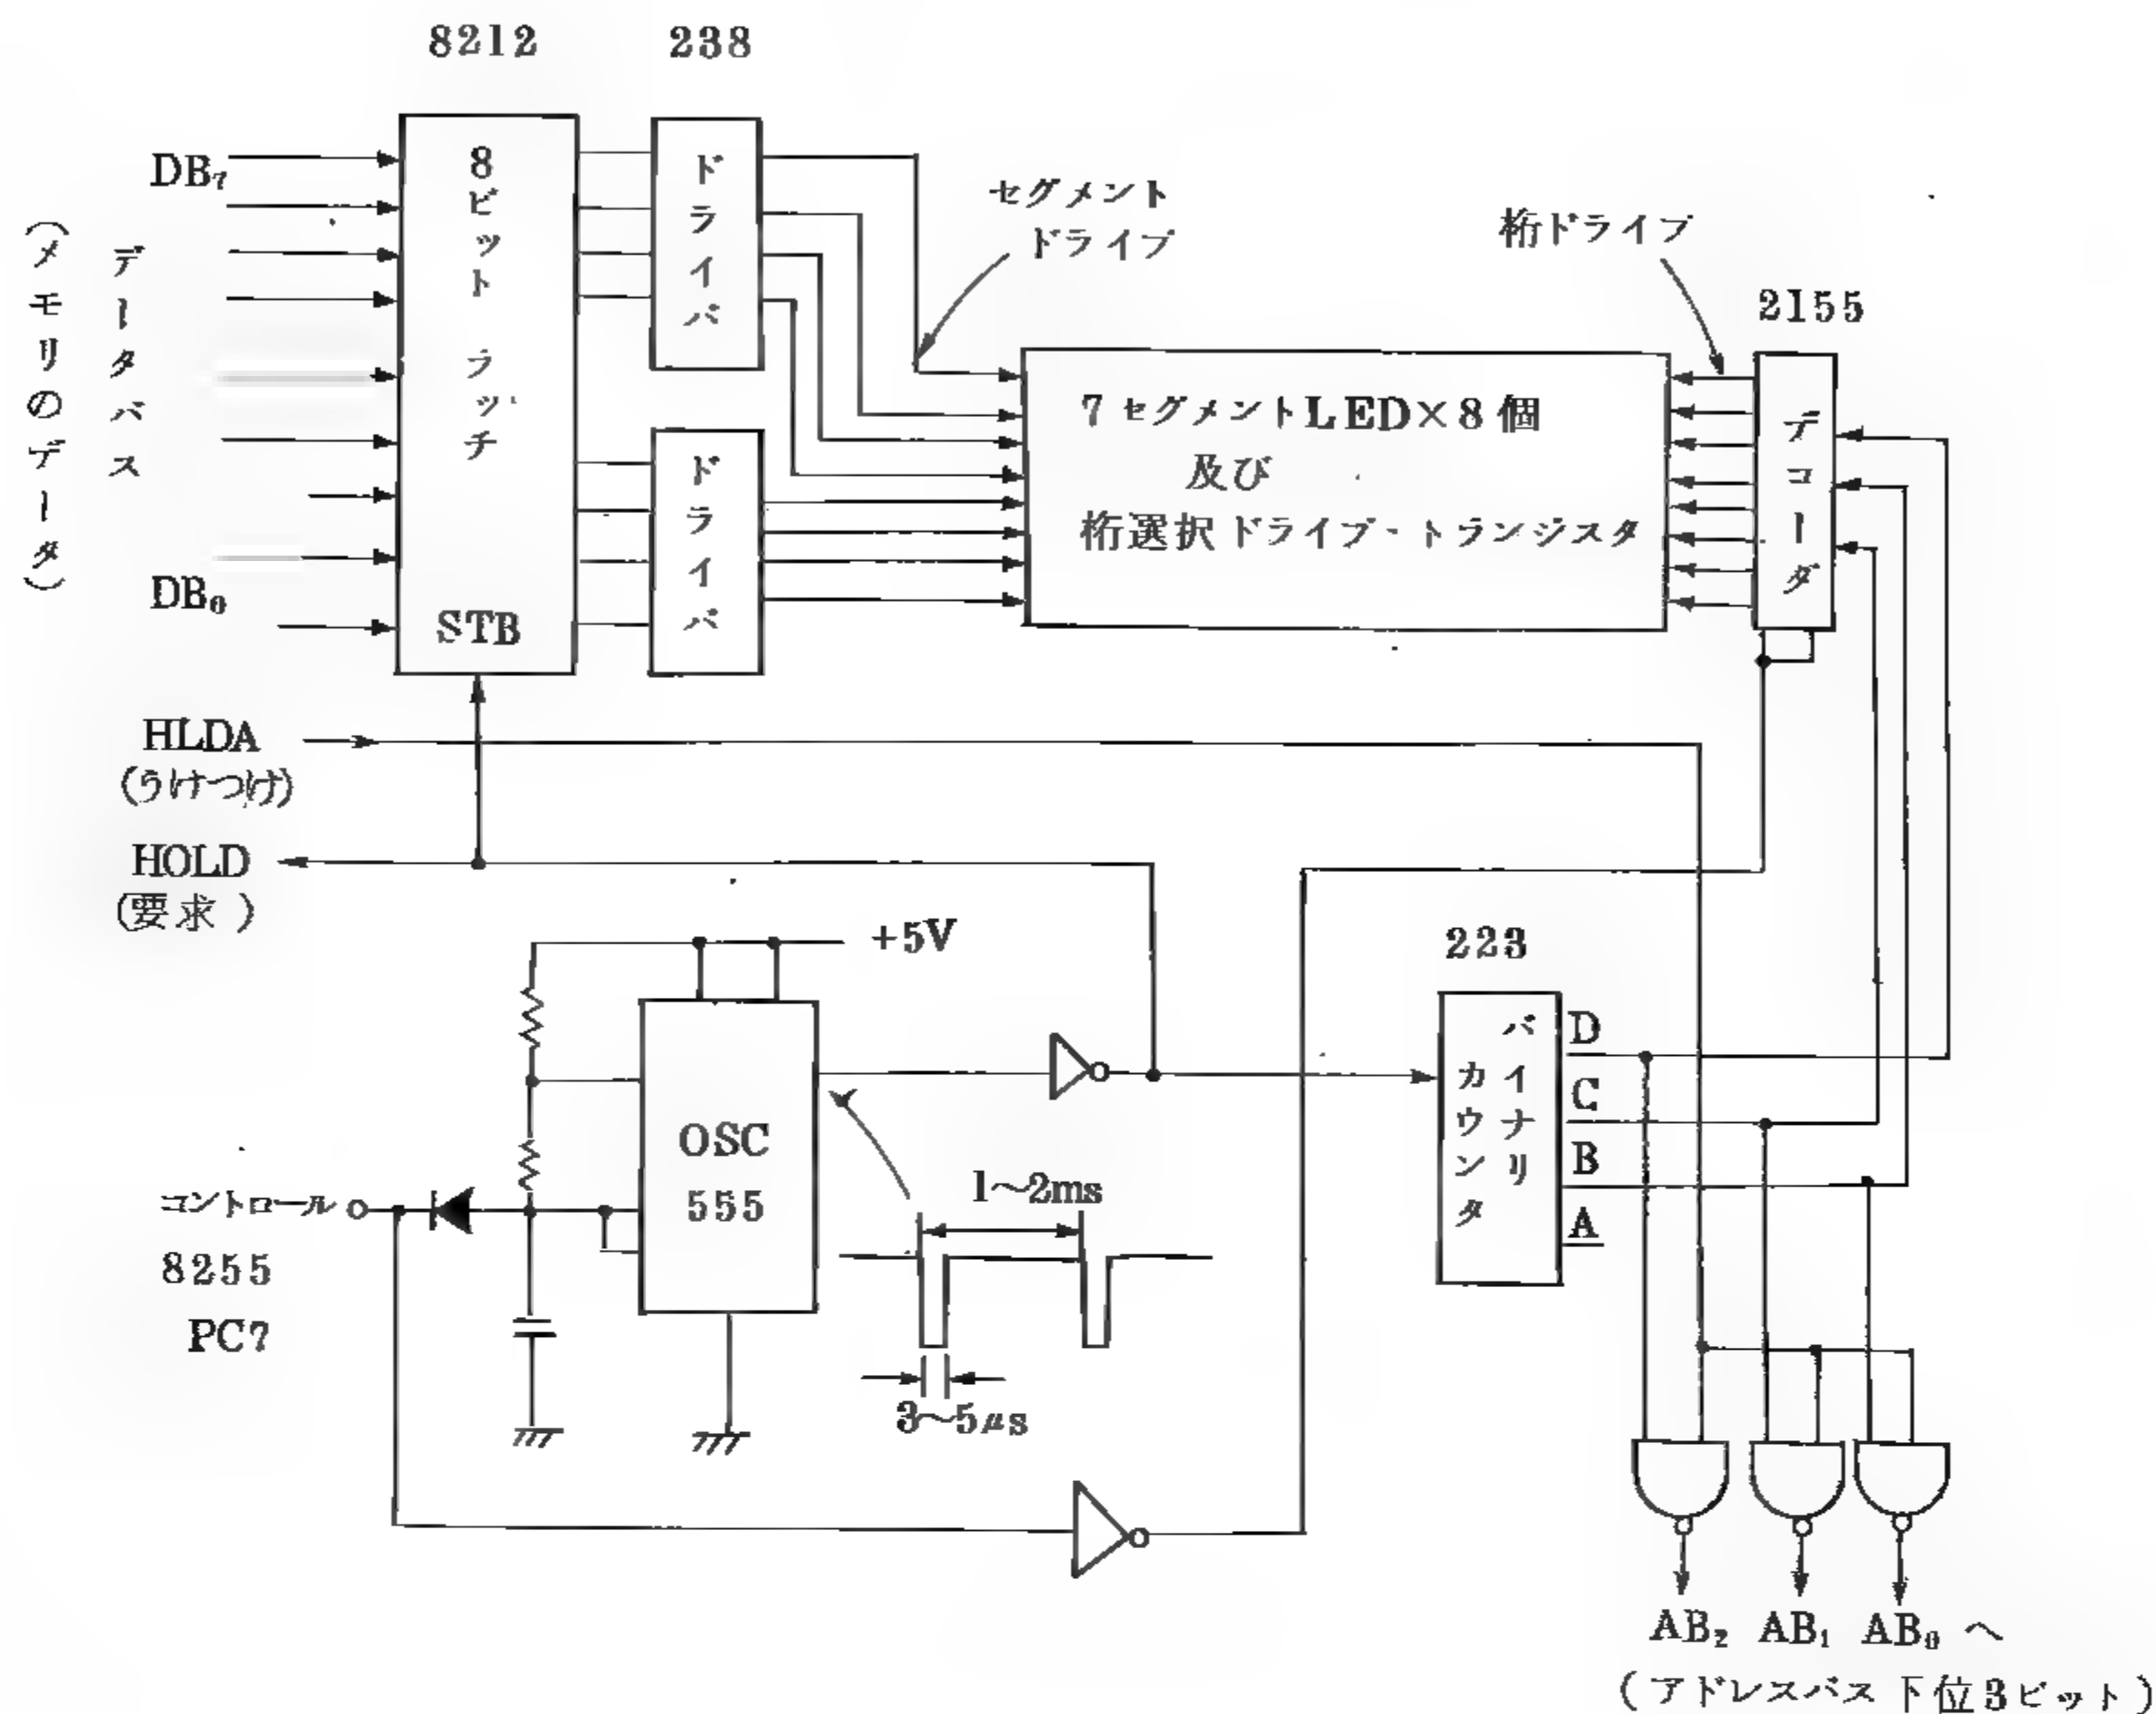 8212
238
DB₇
8ビット ラッチ
ドライバ
セグメント
ドライブ
桁ドライブ
2155
(メモリのデータ)
データバス
7セグメントLED×8個
及び
桁選択ドライブ・トランジスタ
デコーダ
ドライバ
DB₀
STB
HLDA
(うけつけ)
HOLD
(要求)
+5V
223
バイナリ
カウンタ
D
C
B
A
OSC
555
1〜2ms
3〜5μs
コントロール
8255
PC7
AB₂ AB₁ AB₀ へ
(アドレスバス下位3ビット)